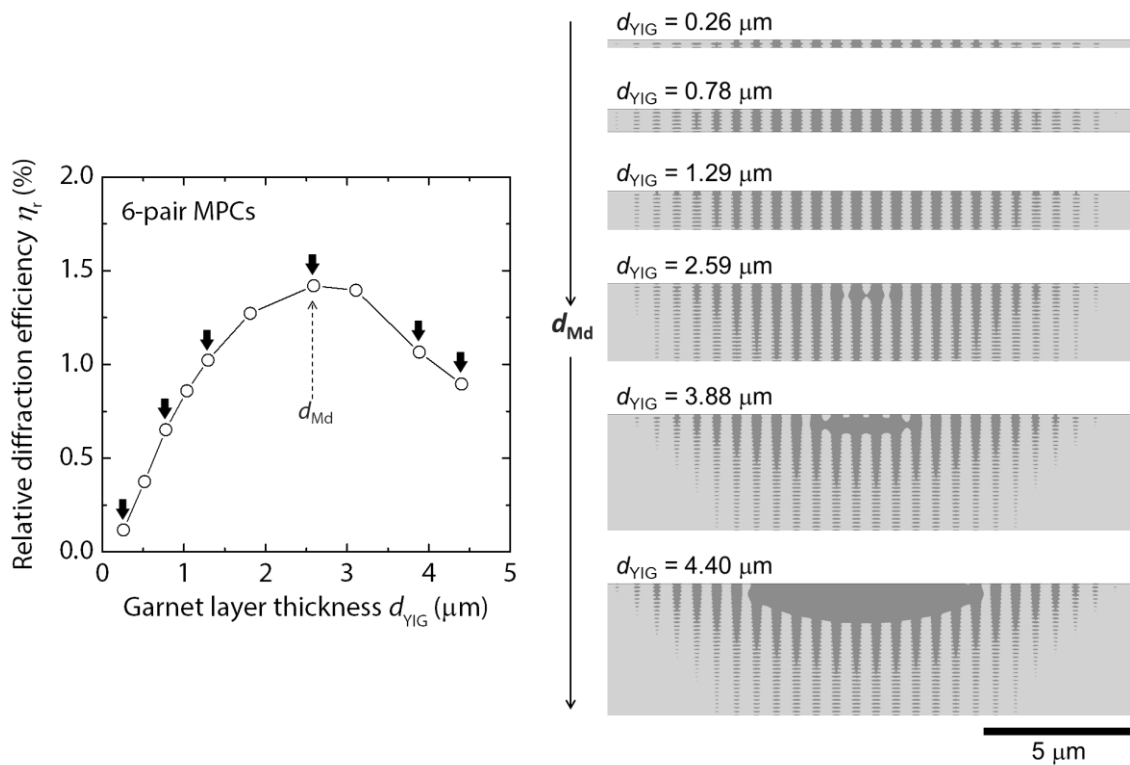 Relative diffraction efficiency ηr (%)
2.0
1.5
1.0
0.5
0.0
6-pair MPCs
dMd
0 1 2 3 4 5
Garnet layer thickness dYIG (μm)
dMd
dYIG = 0.26 μm
dYIG = 0.78 μm
dYIG = 1.29 μm
dYIG = 2.59 μm
dYIG = 3.88 μm
dYIG = 4.40 μm
5 μm